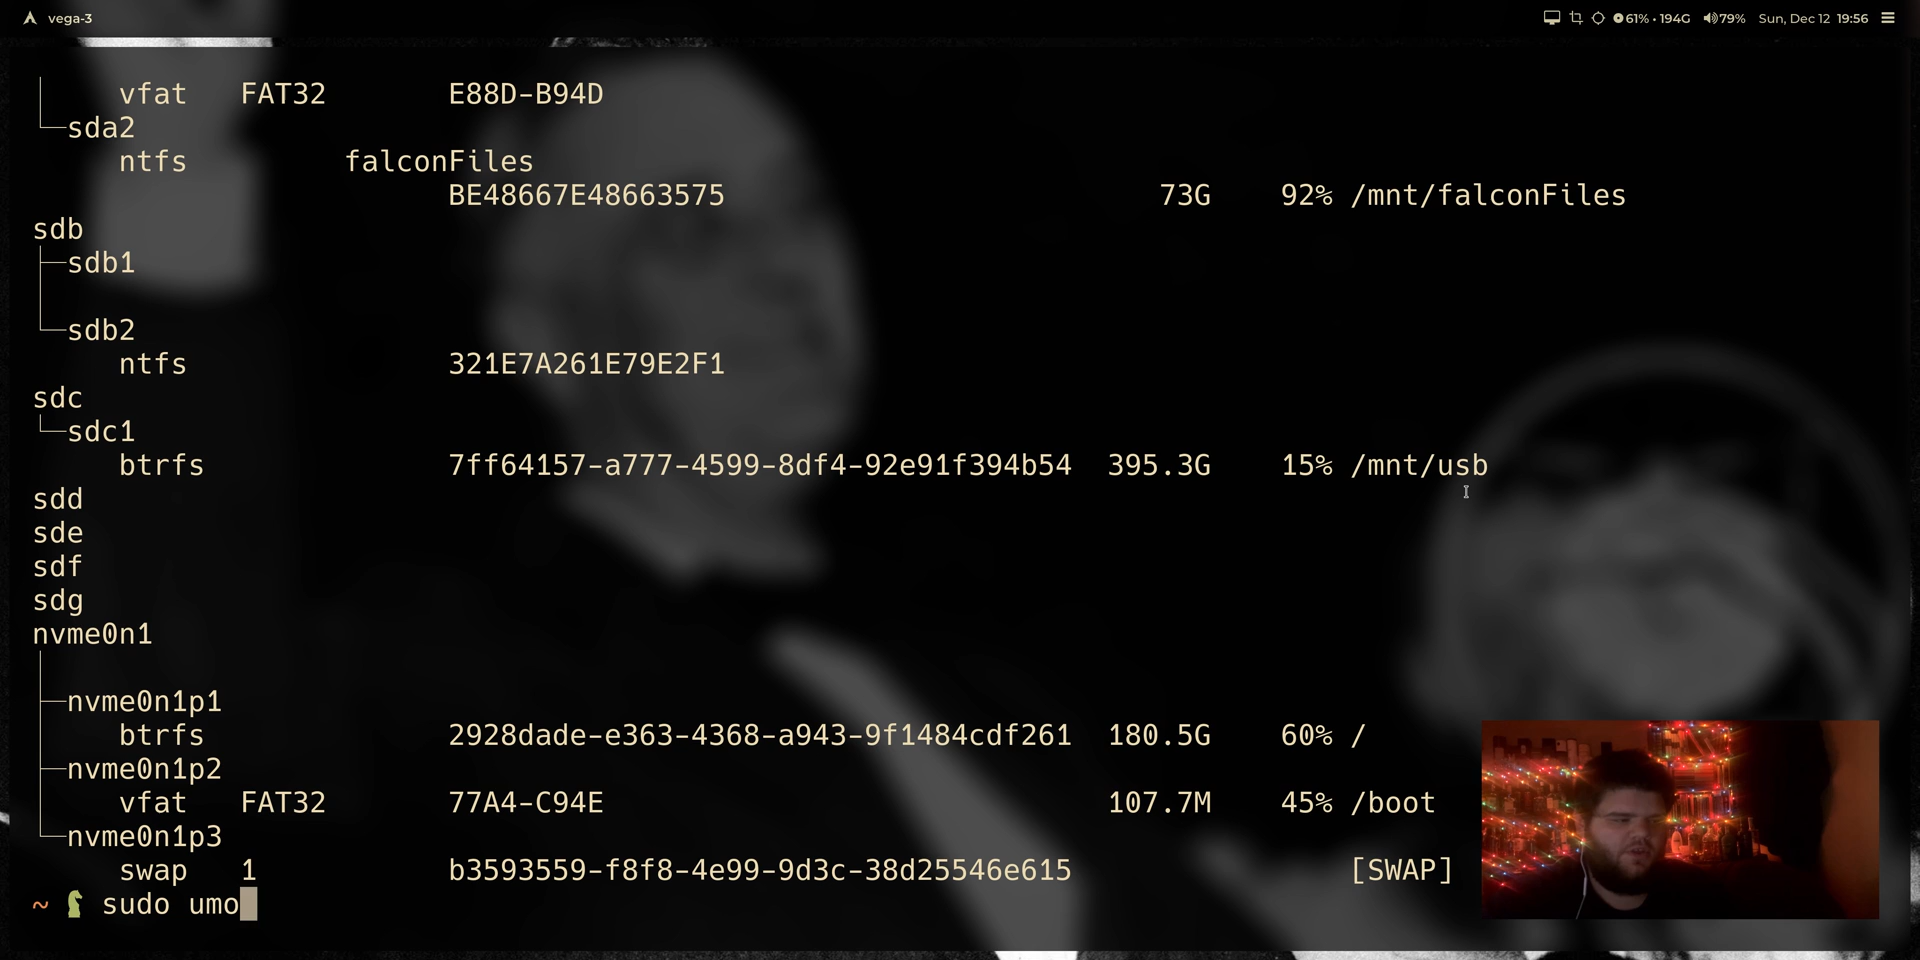 vega-3 61% • 194G 79% Sun, Dec 12 19:56
vfat FAT32 E88D-B94D
└─sda2
ntfs falconFiles
BE48667E48663575 73G 92% /mnt/falconFiles
sdb
├─sdb1
└─sdb2
ntfs 321E7A261E79E2F1
sdc
└─sdc1
btrfs 7ff64157-a777-4599-8df4-92e91f394b54 395.3G 15% /mnt/usb
sdd
sde
sdf
sdg
nvme0n1
├─nvme0n1p1
btrfs 2928dade-e363-4368-a943-9f1484cdf261 180.5G 60% /
├─nvme0n1p2
vfat FAT32 77A4-C94E 107.7M 45% /boot
└─nvme0n1p3
swap 1 b3593559-f8f8-4e99-9d3c-38d25546e615 [SWAP]
~ sudo umo